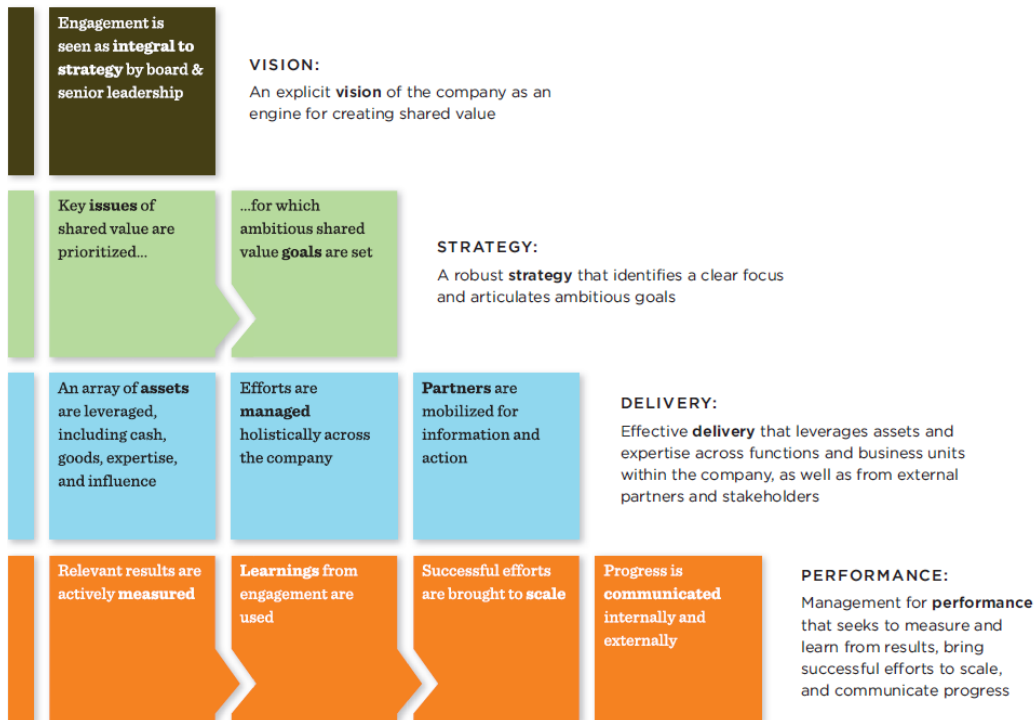 Engagement is
seen as integral to
strategy by board &
senior leadership
VISION:
An explicit vision of the company as an
engine for creating shared value
Key issues of
shared value are
prioritized...
...for which
ambitious shared
value goals are set
STRATEGY:
A robust strategy that identifies a clear focus
and articulates ambitious goals
An array of assets
are leveraged,
including cash,
goods, expertise,
and influence
Efforts are
managed
holistically across
the company
Partners are
mobilized for
information and
action
DELIVERY:
Effective delivery that leverages assets and
expertise across functions and business units
within the company, as well as from external
partners and stakeholders
Relevant results are
actively measured
Learnings from
engagement are
used
Successful efforts
are brought to scale
Progress is
communicated
internally and
externally
PERFORMANCE:
Management for performance
that seeks to measure and
learn from results, bring
successful efforts to scale,
and communicate progress